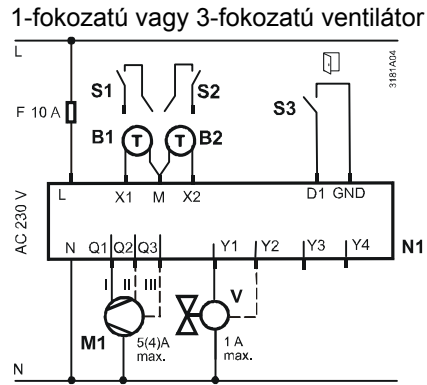 1-fokozatú vagy 3-fokozatú ventilátor
L
3181A04
S1 S2
F 10 A
S3
B1 T T B2
AC 230 V
L X1 M X2 D1 GND
N Q1 Q2 Q3 Y1 Y2 Y3 Y4 N1
I II III
V
M1 5(4)A max. 1 A max.
N